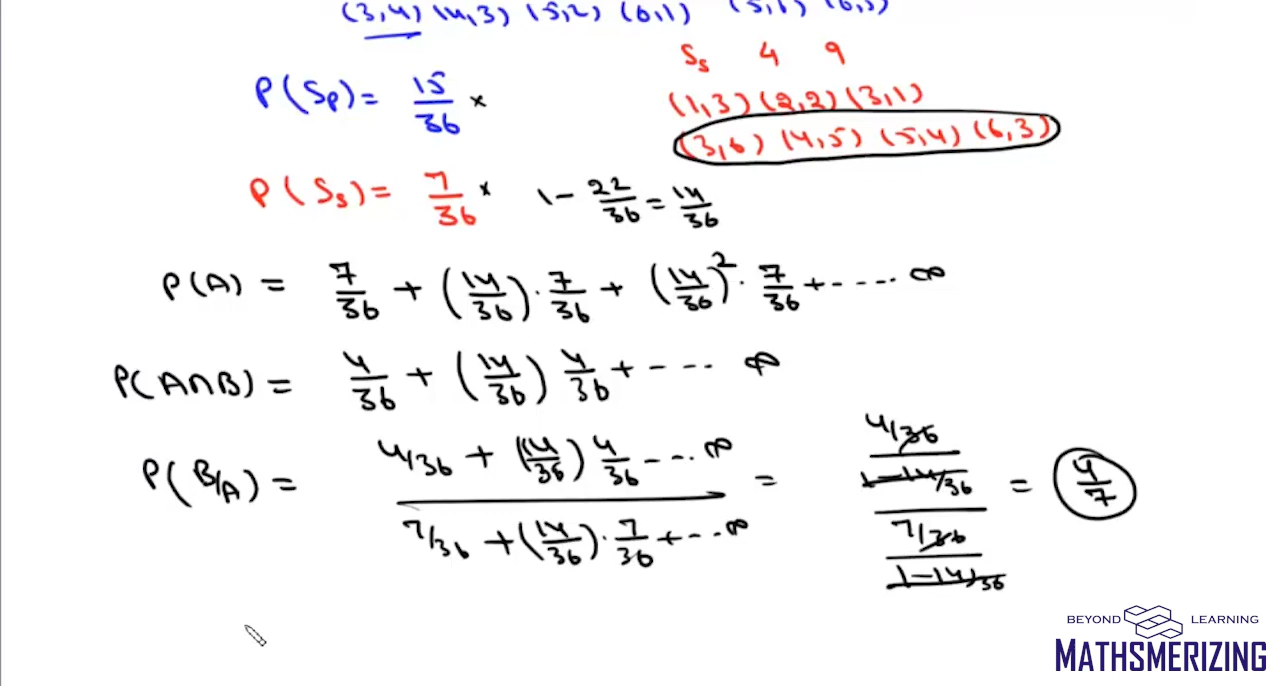 (3,4) (4,3) (5,2) (6,1) (5,6) (6,5)
S_s 4 9
P(S_P) = 15/36 ×
(1,3) (2,2) (3,1)
(3,6) (4,5) (5,4) (6,3)
P(S_s) = 7/36 × 1 - 22/36 = 14/36
P(A) = 7/36 + (14/36) · 7/36 + (14/36)² · 7/36 + ---- ∞
P(A∩B) = 4/36 + (14/36) 4/36 + ---- ∞
P(B/A) = (4/36 + (14/36) 4/36 --- ∞) / (7/36 + (14/36) · 7/36 + --- ∞) = ((4/36) / (1-14/36)) / ((7/36) / (1-14/36)) = 4/7
BEYOND LEARNING
MATHSMERIZING